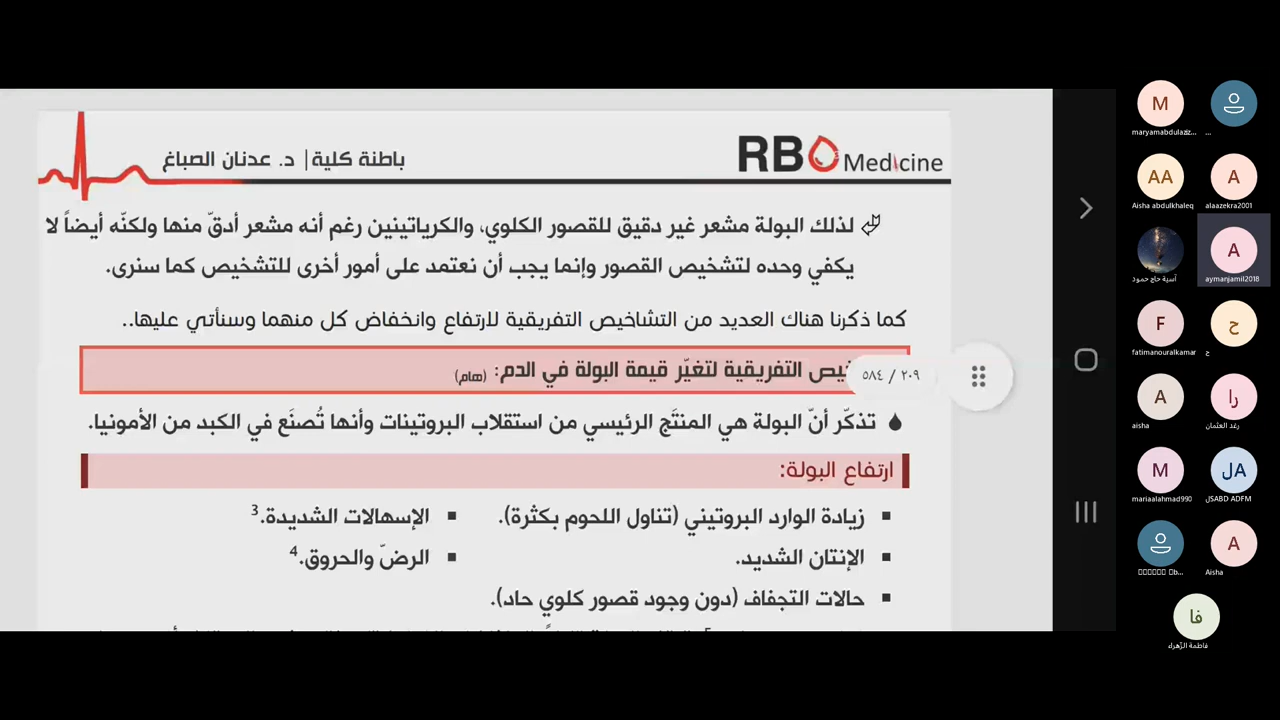 باطنة كلية | د. عدنان الصباغ
RBO Medicine
لذلك البولة مشعر غير دقيق للقصور الكلوي، والكرياتينين رغم أنه مشعر أدقّ منها ولكنّه أيضاً لا
يكفي وحده لتشخيص القصور وإنما يجب أن نعتمد على أمور أخرى للتشخيص كما سنرى.
كما ذكرنا هناك العديد من التشاخيص التفريقية لارتفاع وانخفاض كل منهما وسنأتي عليها..
التفريقية لتغيّر قيمة البولة في الدم: (هام)
٢٠٩ / ٥٨٤
تذكّر أنّ البولة هي المنتَج الرئيسي من استقلاب البروتينات وأنها تُصنَع في الكبد من الأمونيا.
ارتفاع البولة:
▪ زيادة الوارد البروتيني (تناول اللحوم بكثرة).
▪ الإسهالات الشديدة.3
▪ الإنتان الشديد.
▪ الرضّ والحروق.4
▪ حالات التجفاف (دون وجود قصور كلوي حاد).
M
maryamabdulaziz...
...
AA
Aisha abdulkhaleq
A
alaazekra2001
آسية حاج حمود
A
aymanjamil2018
F
fatimanouralkamar
ح
ح
A
aisha
را
رغد العثمان
M
mariaalahmad990
JA
JSABD ADFM
A
Aisha
فا
فاطمة الزهراء